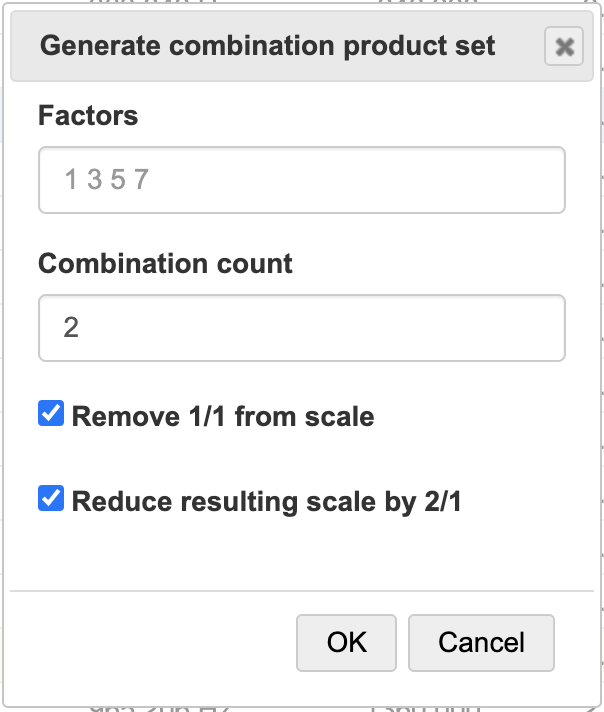 Generate combination product set
Factors
1 3 5 7
Combination count
2
Remove 1/1 from scale
Reduce resulting scale by 2/1
OK
Cancel